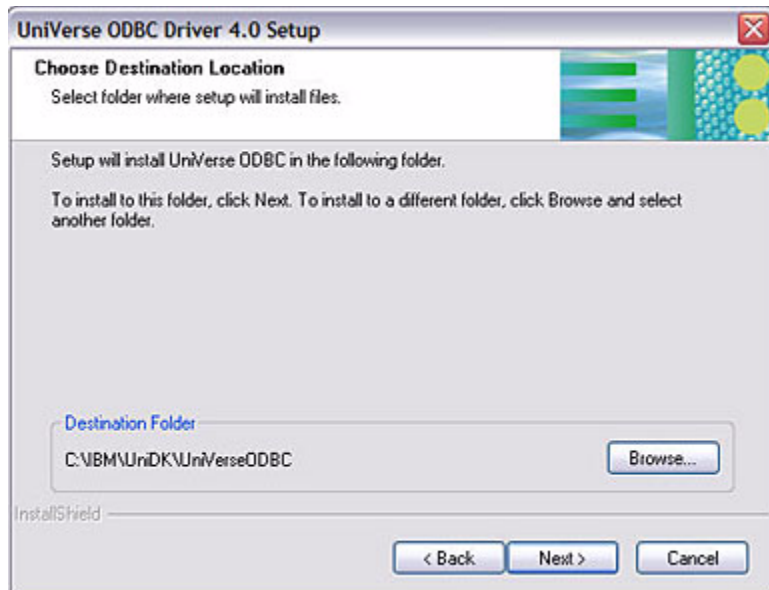 UniVerse ODBC Driver 4.0 Setup
Choose Destination Location
Select folder where setup will install files.
Setup will install UniVerse ODBC in the following folder.
To install to this folder, click Next. To install to a different folder, click Browse and select
another folder.
Destination Folder
C:\IBM\UniDK\UniVerseODBC
Browse...
InstallShield
< Back
Next >
Cancel